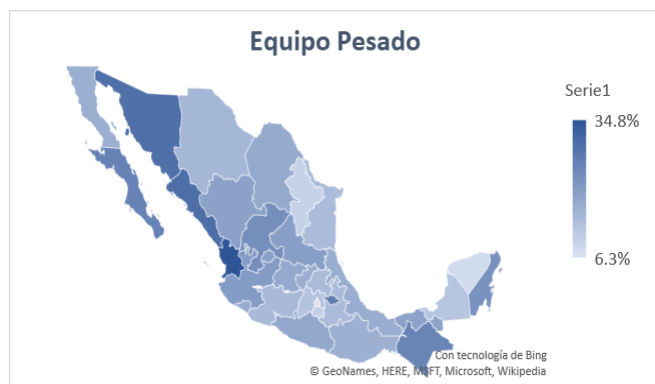 Equipo Pesado
Serie1
34.8%
6.3%
Con tecnología de Bing
© GeoNames, HERE, MSFT, Microsoft, Wikipedia